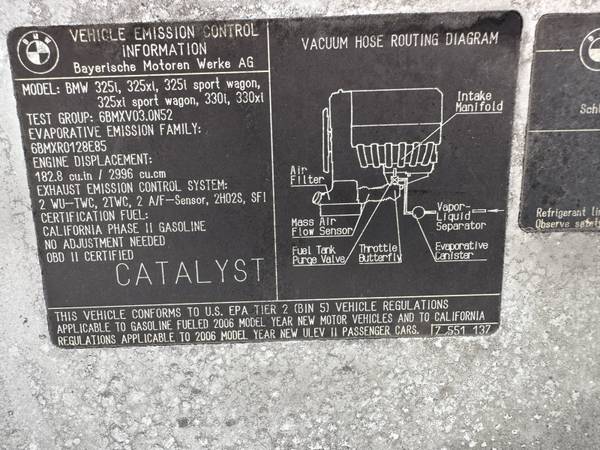 BMW
VEHICLE EMISSION CONTROL
INFORMATION
Bayerische Motoren Werke AG
MODEL: BMW 325i, 325xi, 325i sport wagon,
325xi sport wagon, 330i, 330xi
TEST GROUP: 6BMXV03.0N52
EVAPORATIVE EMISSION FAMILY:
6BMXR0128E85
ENGINE DISPLACEMENT:
182.8 cu.in / 2996 cu.cm
EXHAUST EMISSION CONTROL SYSTEM:
2 WU-TWC, 2TWC, 2 A/F-Sensor, 2HO2S, SFI
CERTIFICATION FUEL:
CALIFORNIA PHASE II GASOLINE
NO ADJUSTMENT NEEDED
OBD II CERTIFIED
CATALYST
VACUUM HOSE ROUTING DIAGRAM
Intake
Manifold
Air
Filter
Mass Air
Flow Sensor
Vapor-
Liquid
Separator
Fuel Tank
Purge Valve
Throttle
Butterfly
Evaporative
Canister
THIS VEHICLE CONFORMS TO U.S. EPA TIER 2 (BIN 5) VEHICLE REGULATIONS
APPLICABLE TO GASOLINE FUELED 2006 MODEL YEAR NEW MOTOR VEHICLES AND TO CALIFORNIA
REGULATIONS APPLICABLE TO 2006 MODEL YEAR NEW ULEV II PASSENGER CARS.
7 551 137
Refrigerant
Observe safety